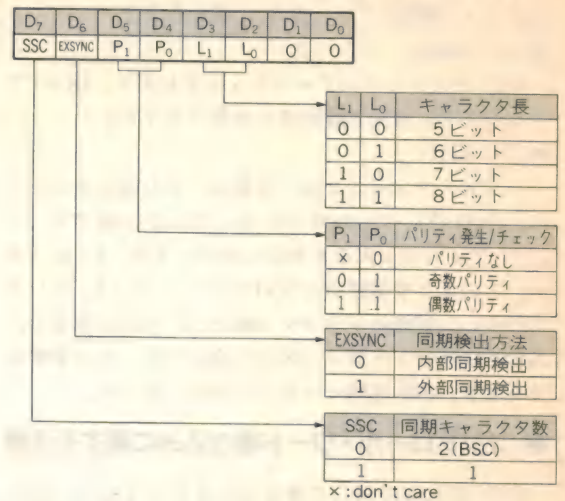 D₇ D₆ D₅ D₄ D₃ D₂ D₁ D₀
SSC EXSYNC P₁ P₀ L₁ L₀ 0 0
L₁ L₀ キャラクタ長
0 0 5ビット
0 1 6ビット
1 0 7ビット
1 1 8ビット
P₁ P₀ パリティ発生/チェック
× 0 パリティなし
0 1 奇数パリティ
1 1 偶数パリティ
EXSYNC 同期検出方法
0 内部同期検出
1 外部同期検出
SSC 同期キャラクタ数
0 2(BSC)
1 1
×:don't care